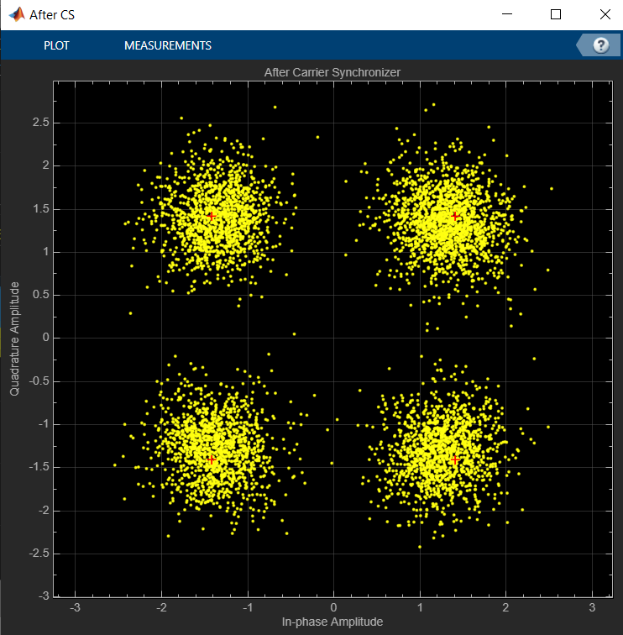 After CS
PLOT MEASUREMENTS ?
After Carrier Synchronizer
2.5
2
1.5
1
0.5
0
-0.5
-1
-1.5
-2
-2.5
-3
Quadrature Amplitude
-3 -2 -1 0 1 2 3
In-phase Amplitude